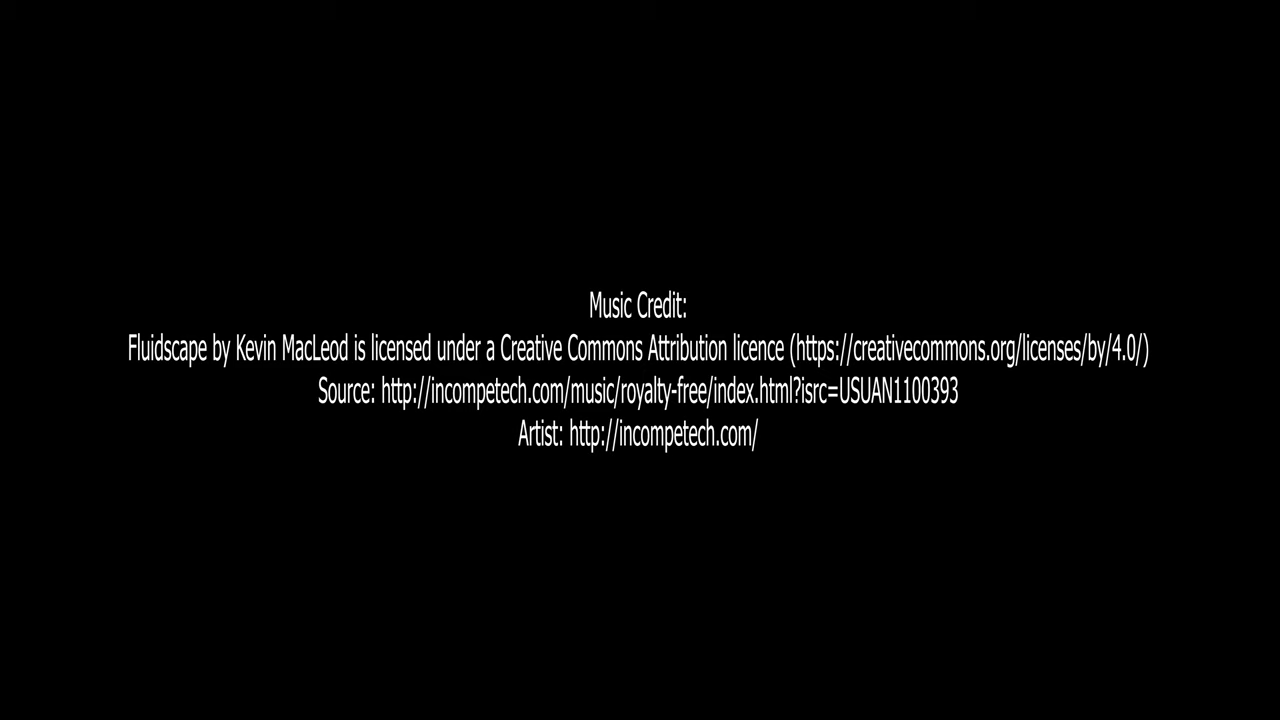 Music Credit:
Fluidscape by Kevin MacLeod is licensed under a Creative Commons Attribution licence (https://creativecommons.org/licenses/by/4.0/)
Source: http://incompetech.com/music/royalty-free/index.html?isrc=USUAN1100393
Artist: http://incompetech.com/